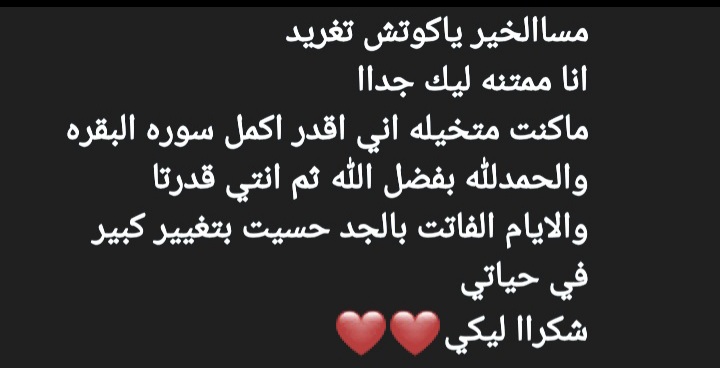 مساالخير ياكوتش تغريد
انا ممتنه ليك جداا
ماكنت متخيله اني اقدر اكمل سوره البقره
والحمدلله بفضل الله ثم انتي قدرتا
والايام الفاتت بالجد حسيت بتغيير كبير
في حياتي
شكراا ليكي❤️❤️